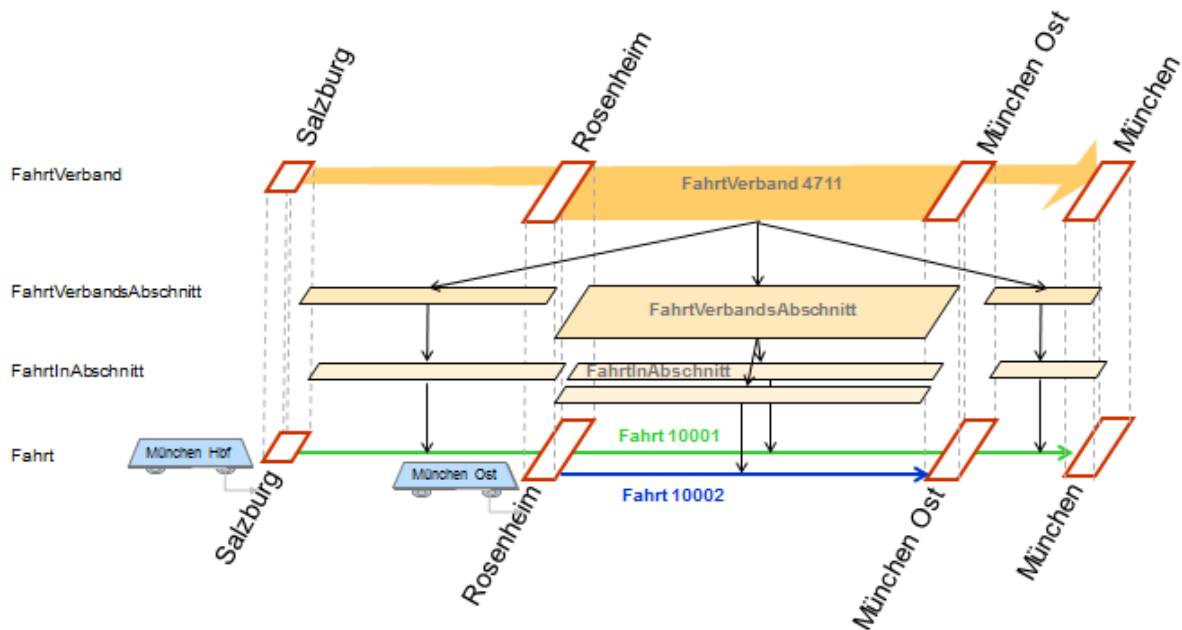 Salzburg
Rosenheim
München Ost
München
FahrtVerband
FahrtVerband 4711
FahrtVerbandsAbschnitt
FahrtVerbandsAbschnitt
FahrtInAbschnitt
FahrtInAbschnitt
Fahrt
München Hbf
Fahrt 10001
München Ost
Fahrt 10002
Salzburg
Rosenheim
München Ost
München